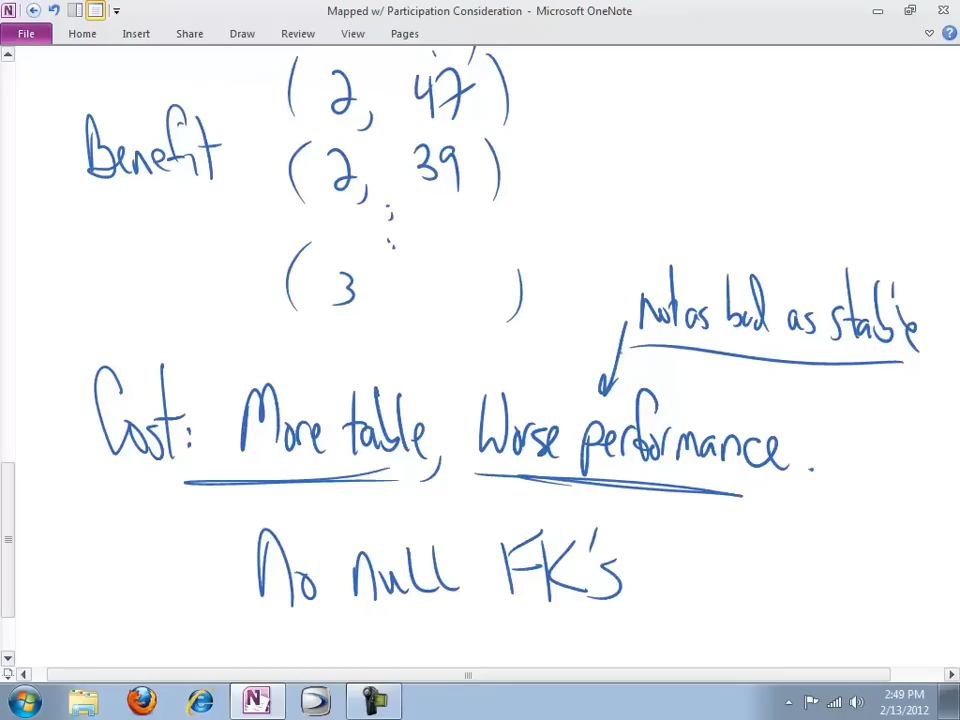 Mapped w/ Participation Consideration - Microsoft OneNote
File Home Insert Share Draw Review View Pages
( 2, 47 )
Benefit ( 2, 39 )
( 3 )
not as bad as stable
Cost: More table, Worse performance.
No null FK's
2:49 PM
2/13/2012